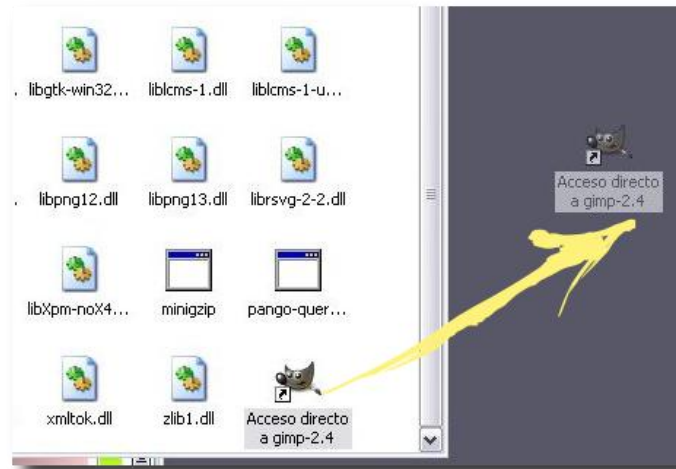 . libgtk-win32... liblcms-1.dll liblcms-1-u...
. libpng12.dll libpng13.dll librsvg-2-2.dll
libXpm-noX4... minigzip pango-quer...
xmltok.dll zlib1.dll Acceso directo
a gimp-2.4
Acceso directo
a gimp-2.4